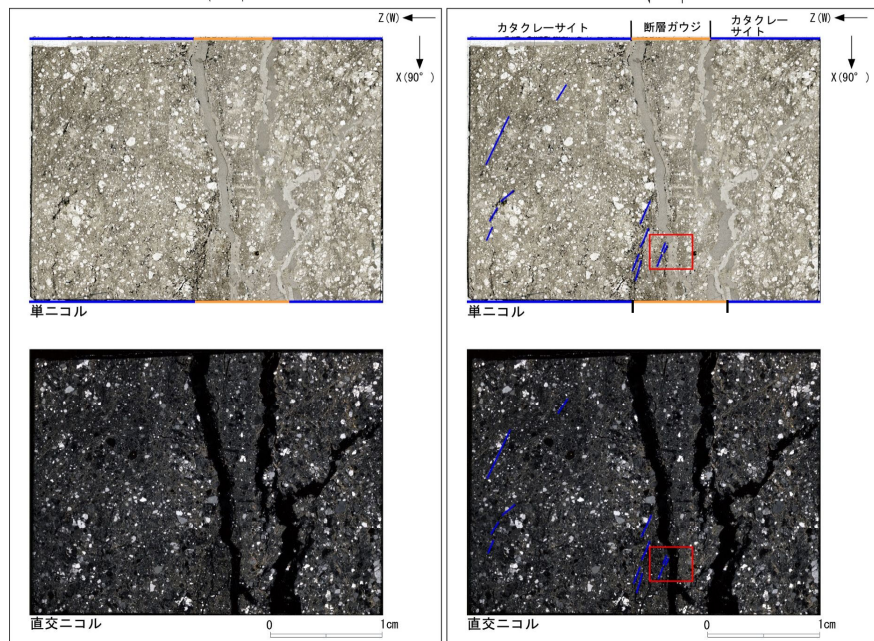 Z(W)
X(90°)
単ニコル
直交ニコル
0
1cm
Z(W)
カタクレーサイト
断層ガウジ
カタクレー
サイト
X(90°)
単ニコル
直交ニコル
0
1cm